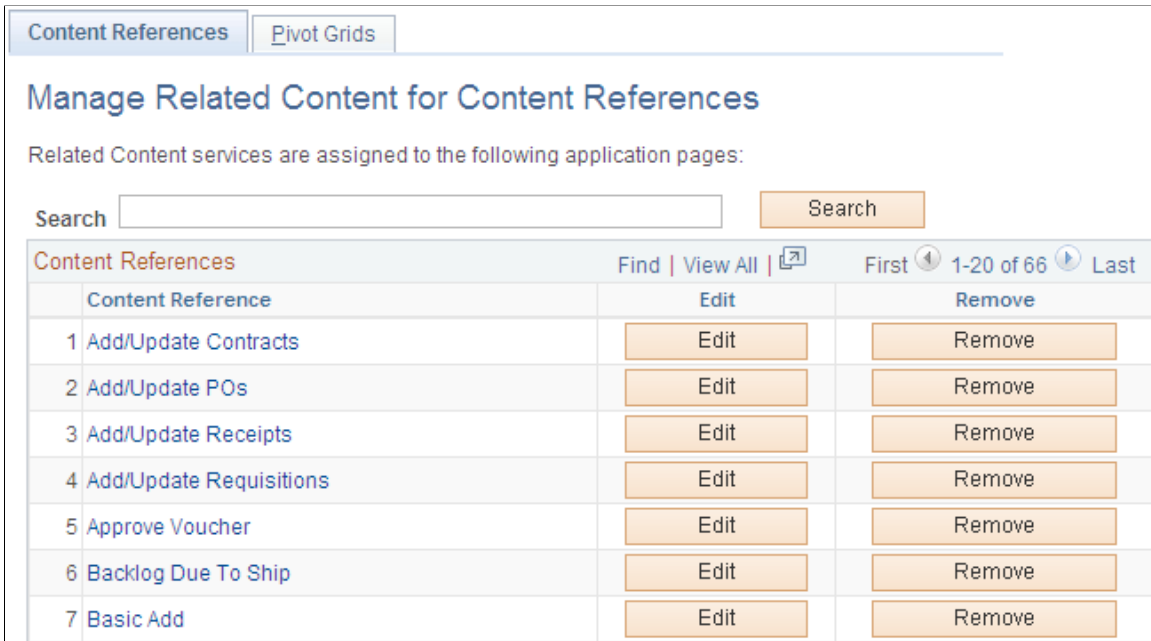 Content References Pivot Grids
Manage Related Content for Content References
Related Content services are assigned to the following application pages:
Search Search
Content References Find | View All | First 1-20 of 66 Last
Content Reference Edit Remove
1 Add/Update Contracts Edit Remove
2 Add/Update POs Edit Remove
3 Add/Update Receipts Edit Remove
4 Add/Update Requisitions Edit Remove
5 Approve Voucher Edit Remove
6 Backlog Due To Ship Edit Remove
7 Basic Add Edit Remove